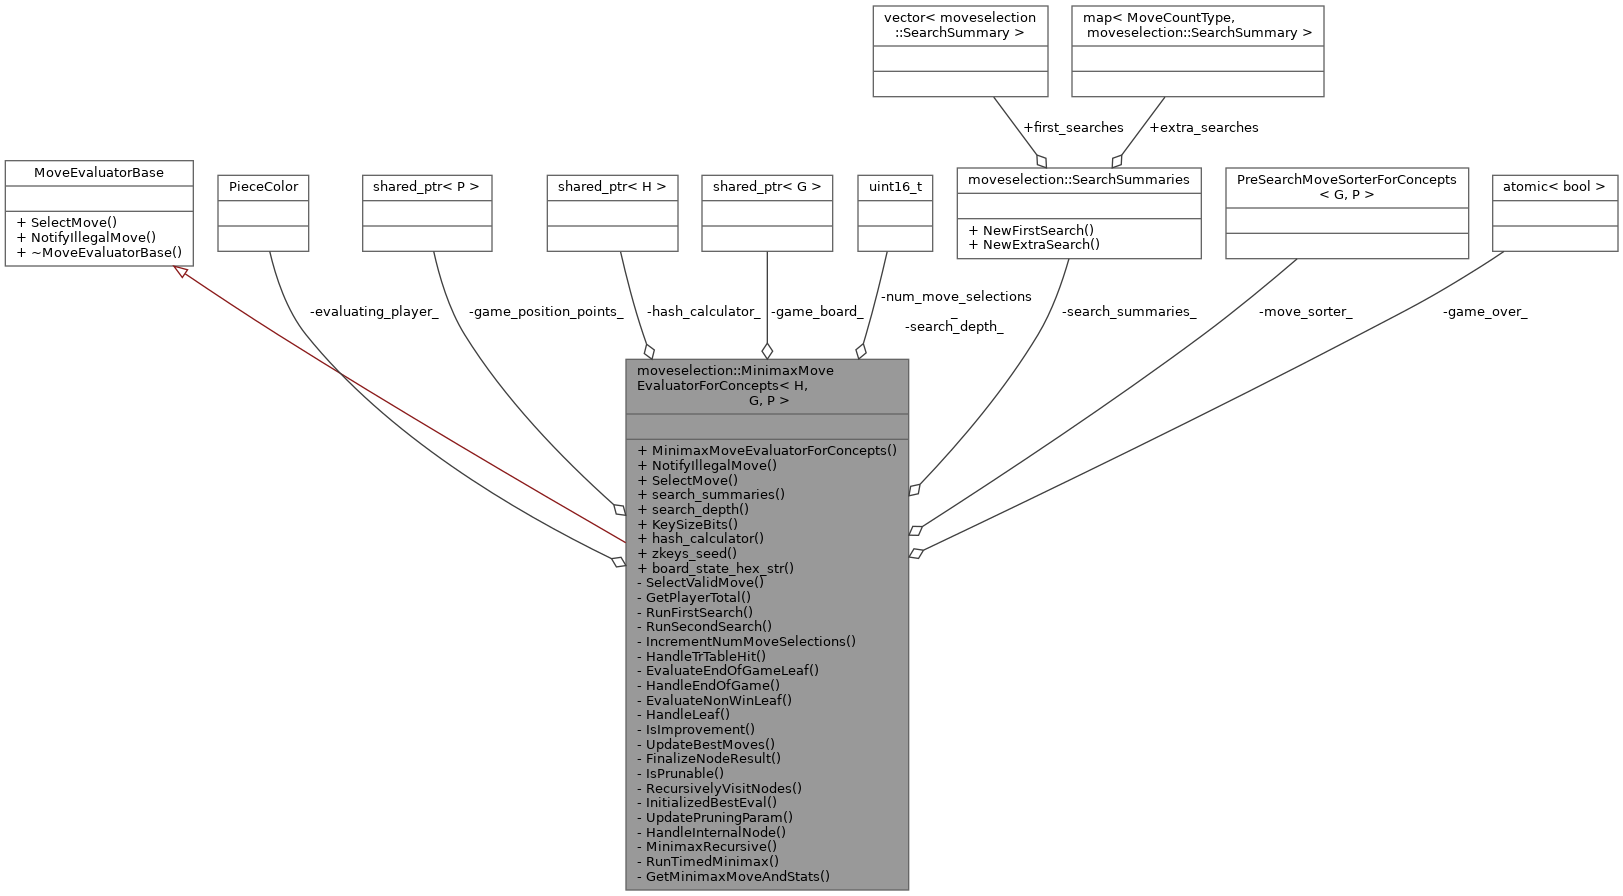 vector< moveselection
::SearchSummary >
map< MoveCountType,
moveselection::SearchSummary >
+first_searches
+extra_searches
MoveEvaluatorBase
+ SelectMove()
+ NotifyIllegalMove()
+ ~MoveEvaluatorBase()
PieceColor
shared_ptr< P >
shared_ptr< H >
shared_ptr< G >
uint16_t
moveselection::SearchSummaries
+ NewFirstSearch()
+ NewExtraSearch()
PreSearchMoveSorterForConcepts
< G, P >
atomic< bool >
-evaluating_player_
-game_position_points_
-hash_calculator_
-game_board_
-num_move_selections
_
-search_depth_
-search_summaries_
-move_sorter_
-game_over_
moveselection::MinimaxMove
EvaluatorForConcepts< H,
G, P >
+ MinimaxMoveEvaluatorForConcepts()
+ NotifyIllegalMove()
+ SelectMove()
+ search_summaries()
+ search_depth()
+ KeySizeBits()
+ hash_calculator()
+ zkeys_seed()
+ board_state_hex_str()
- SelectValidMove()
- GetPlayerTotal()
- RunFirstSearch()
- RunSecondSearch()
- IncrementNumMoveSelections()
- HandleTrTableHit()
- EvaluateEndOfGameLeaf()
- HandleEndOfGame()
- EvaluateNonWinLeaf()
- HandleLeaf()
- IsImprovement()
- UpdateBestMoves()
- FinalizeNodeResult()
- IsPrunable()
- RecursivelyVisitNodes()
- InitializedBestEval()
- UpdatePruningParam()
- HandleInternalNode()
- MinimaxRecursive()
- RunTimedMinimax()
- GetMinimaxMoveAndStats()